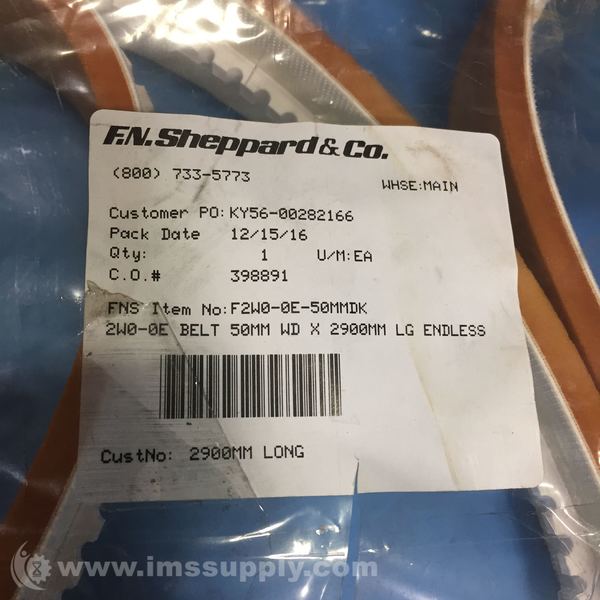 F.N. Sheppard & Co.
(800) 733-5773
WHSE:MAIN
Customer PO: KY56-00282166
Pack Date 12/15/16
Qty: 1 U/M:EA
C.O.# 398891
FNS Item No: F2W0-0E-50MMDK
2W0-0E BELT 50MM WD X 2900MM LG ENDLESS
CustNo: 2900MM LONG
www.imssupply.com